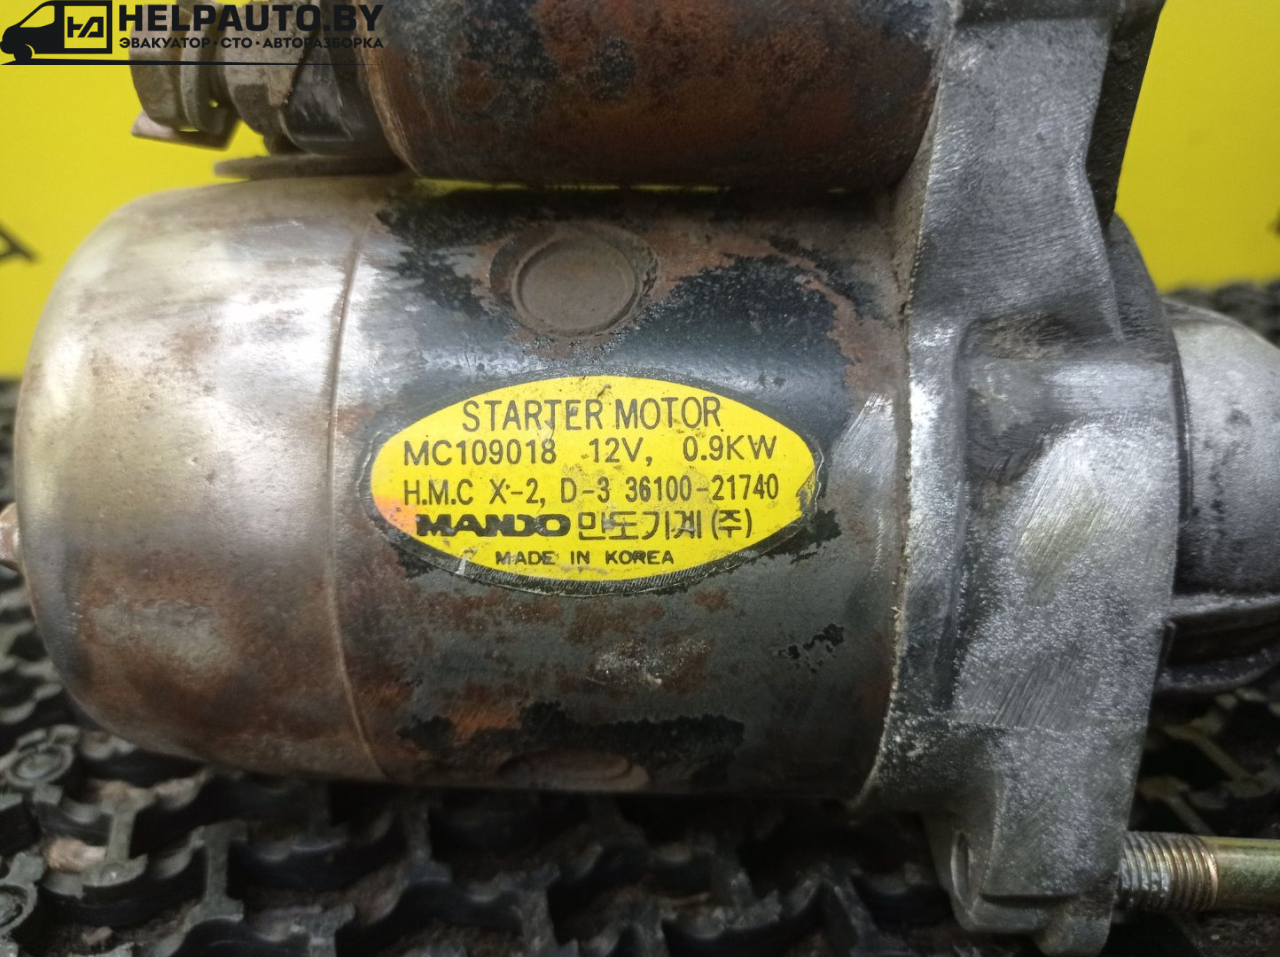 HELPAUTO.BY
ЭВАКУАТОР · СТО · АВТОРАЗБОРКА
STARTER MOTOR
MC109018 12V, 0.9KW
H.M.C X-2, D-3 36100-21740
MANDO 만도기계(주)
MADE IN KOREA